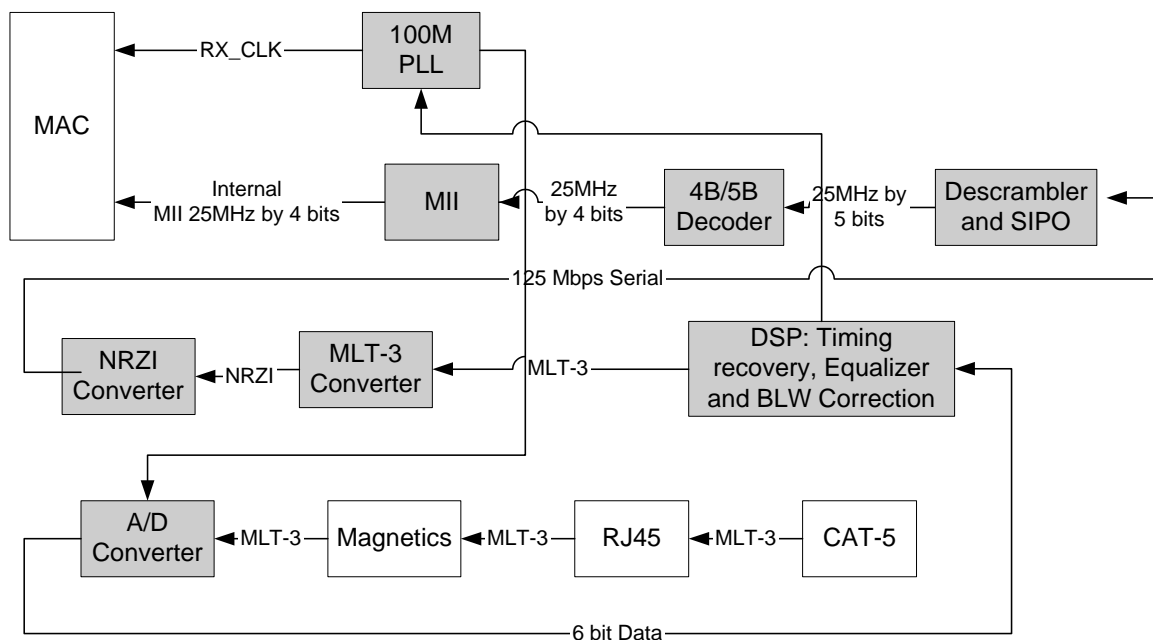 100M
PLL
RX_CLK
MAC
Internal
MII 25MHz by 4 bits
MII
25MHz
by 4 bits
4B/5B
Decoder
25MHz by
5 bits
Descrambler
and SIPO
125 Mbps Serial
NRZI
Converter
NRZI
MLT-3
Converter
MLT-3
DSP: Timing
recovery, Equalizer
and BLW Correction
A/D
Converter
MLT-3
Magnetics
MLT-3
RJ45
MLT-3
CAT-5
6 bit Data